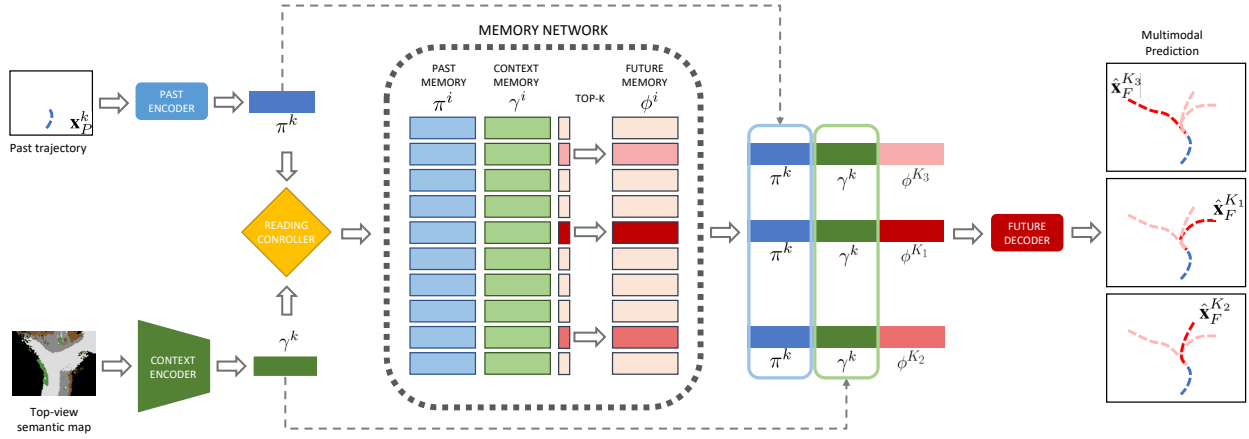 MEMORY NETWORK
Multimodal
Prediction
PAST
MEMORY
π^i
CONTEXT
MEMORY
γ^i
TOP-K
FUTURE
MEMORY
ϕ^i
x_P^k
Past trajectory
PAST
ENCODER
π^k
READING
CONROLLER
γ^k
CONTEXT
ENCODER
Top-view
semantic map
π^k γ^k ϕ^{K_3}
π^k γ^k ϕ^{K_1}
π^k γ^k ϕ^{K_2}
FUTURE
DECODER
x̂_F^{K_3}
x̂_F^{K_1}
x̂_F^{K_2}